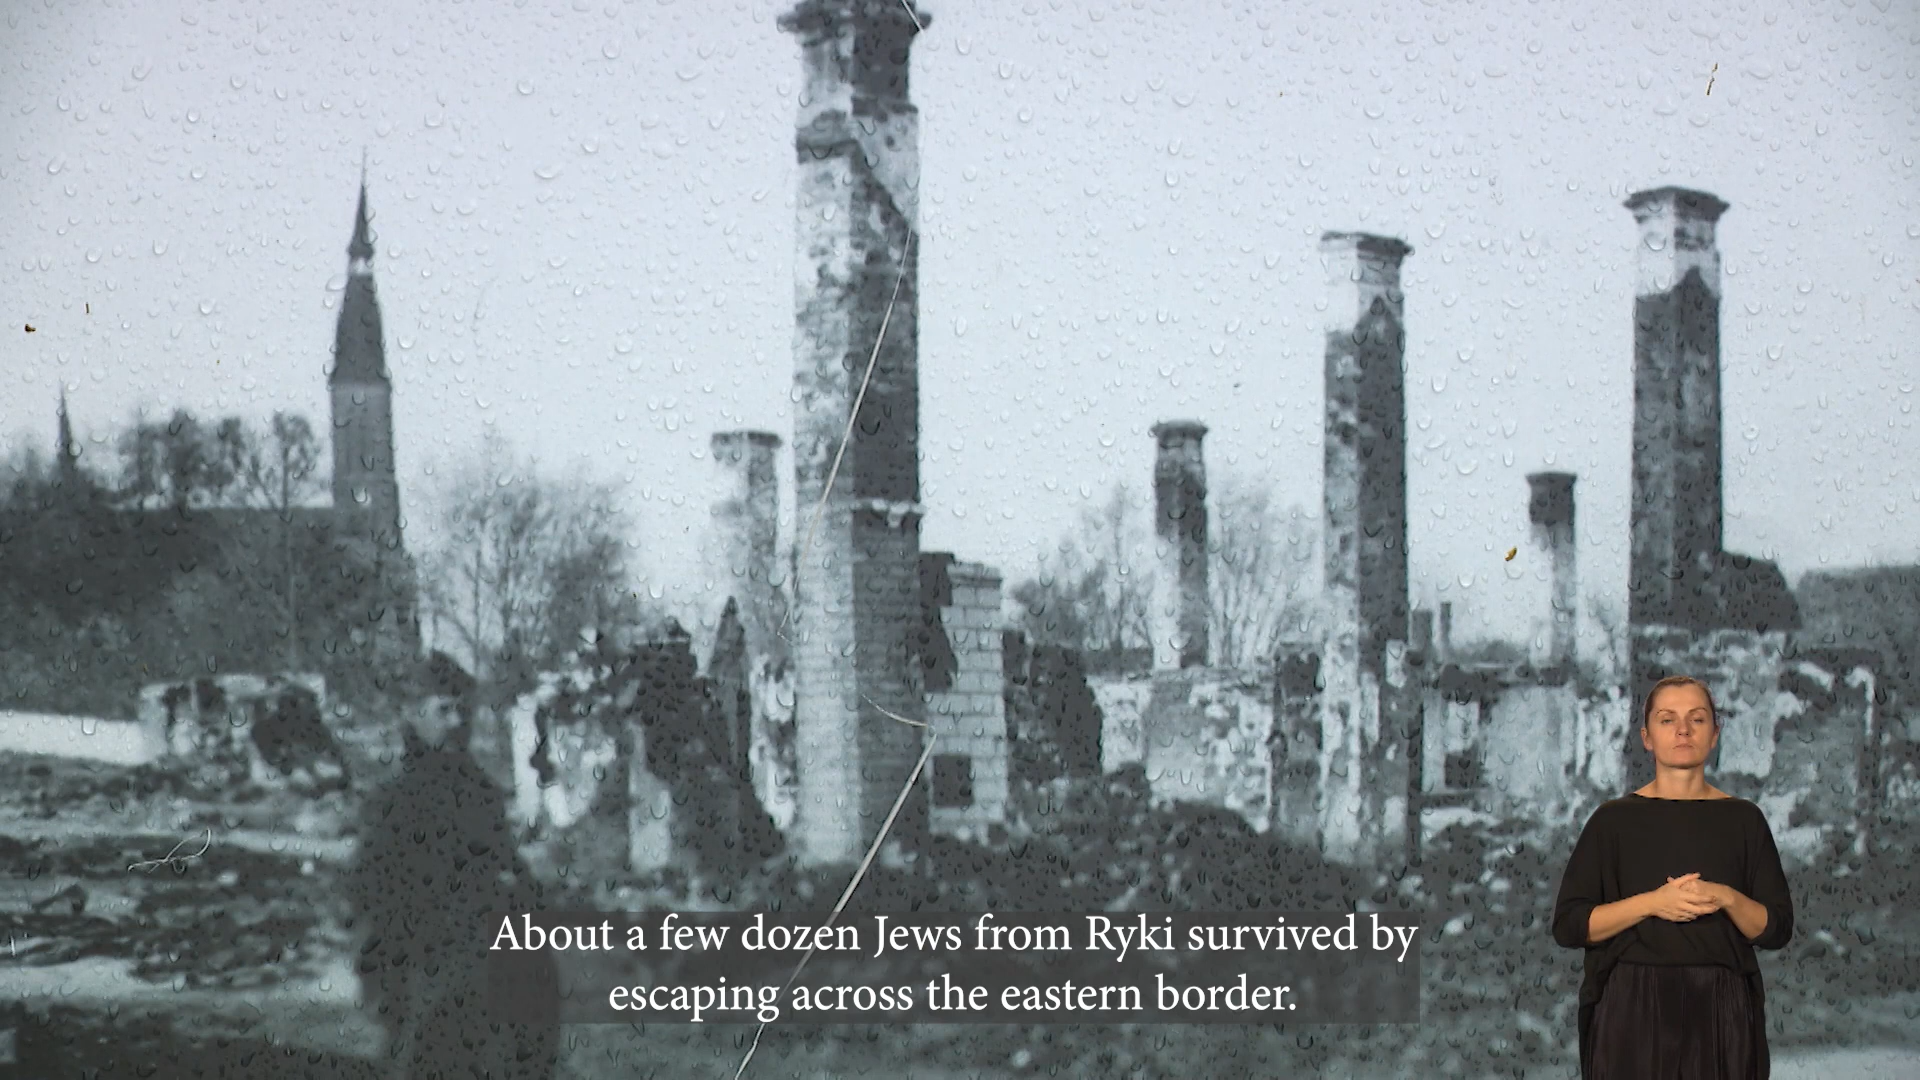 About a few dozen Jews from Ryki survived by
escaping across the eastern border.